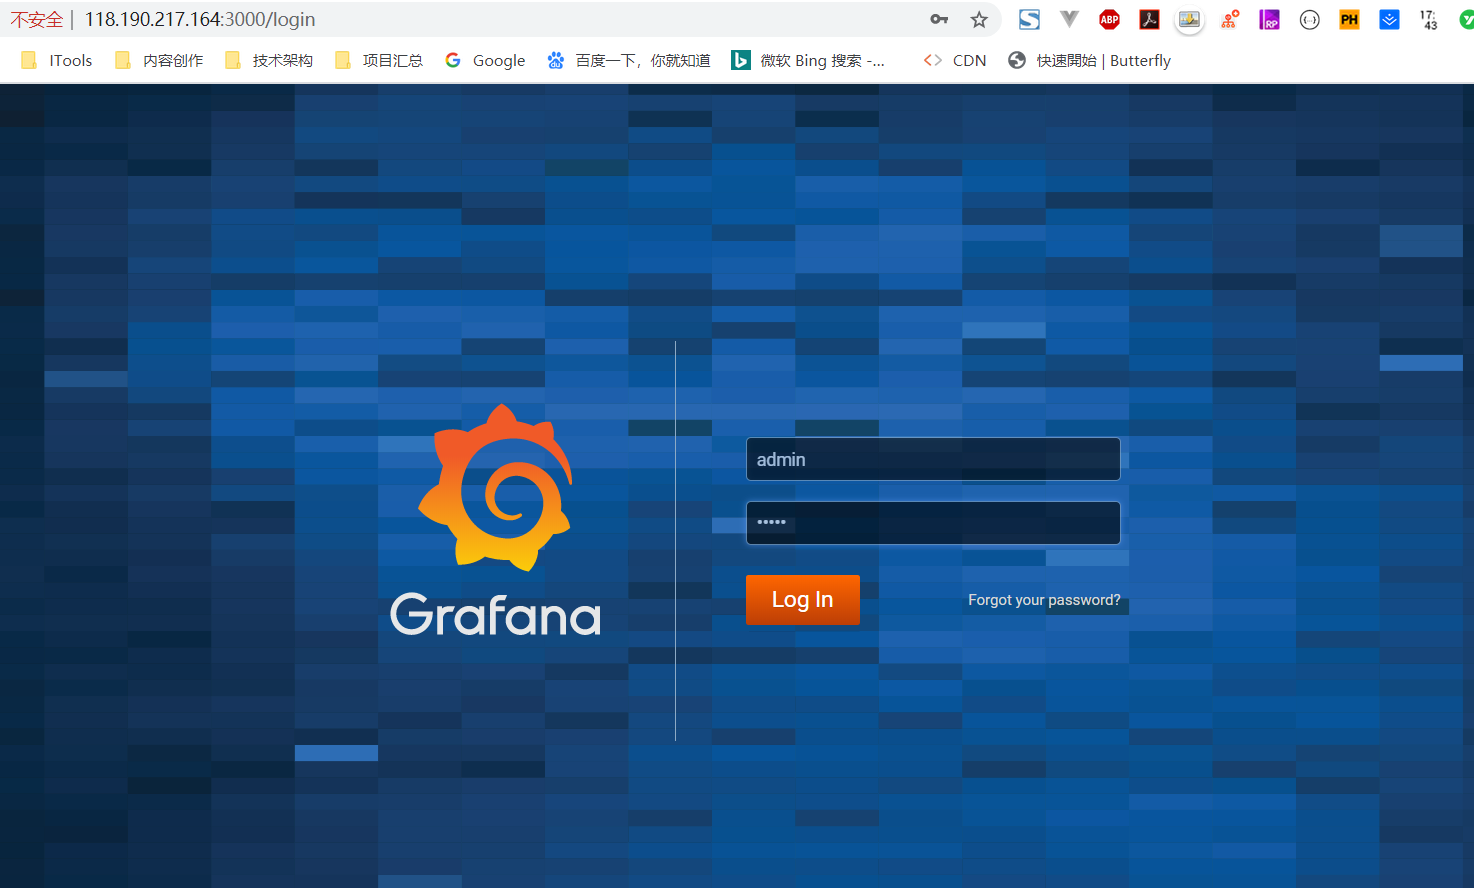 不安全 | 118.190.217.164:3000/login
ABP RP {··} PH 17: 43
ITools 内容创作 技术架构 项目汇总 Google 百度一下，你就知道 微软 Bing 搜索 -... CDN 快速開始 | Butterfly
admin
•••••
Log In Forgot your password?
Grafana